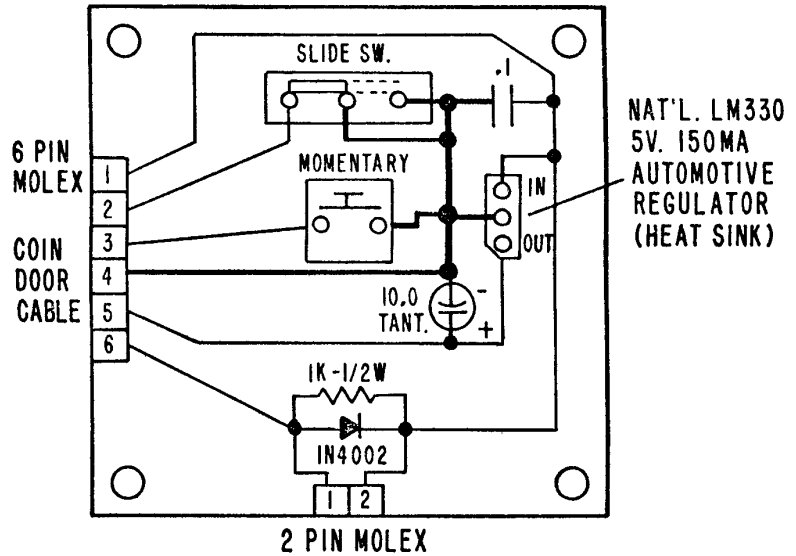 SLIDE SW.
.1
NAT'L. LM330
5V. 150MA
AUTOMOTIVE
REGULATOR
(HEAT SINK)
6 PIN
MOLEX
MOMENTARY
1
2
3
4
5
6
IN
OUT
COIN
DOOR
CABLE
10.0
TANT.
-
+
1K-1/2W
1N4002
1 2
2 PIN MOLEX